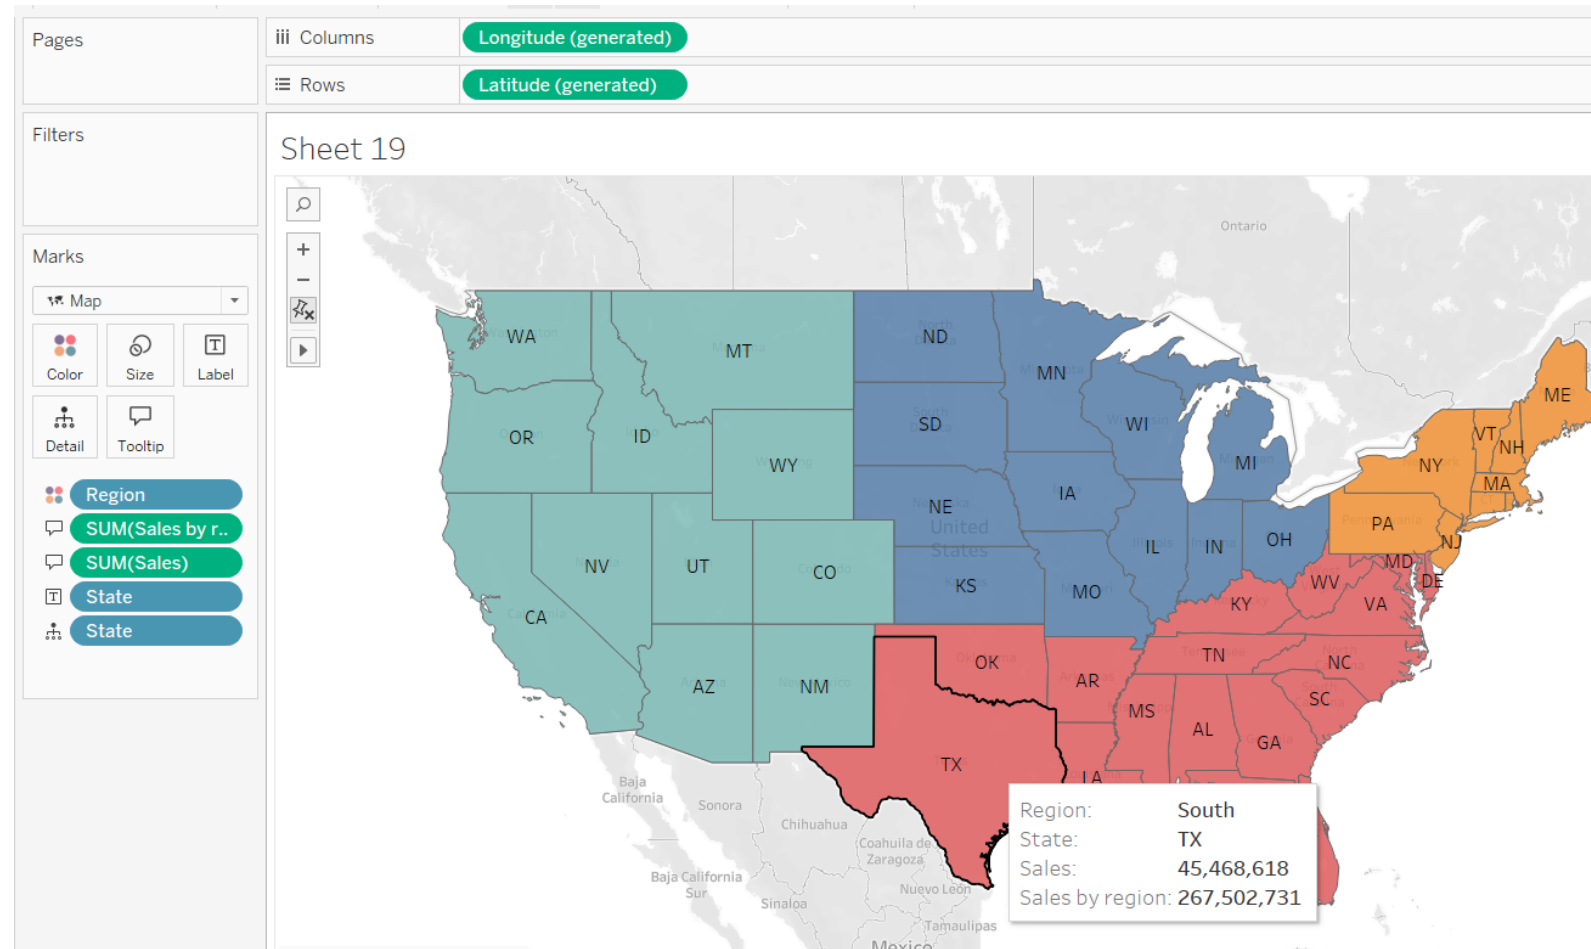 Pages
iii Columns
Longitude (generated)
Rows
Latitude (generated)
Filters
Sheet 19
Marks
Map
Color
Size
Label
Detail
Tooltip
Region
SUM(Sales by r..
SUM(Sales)
State
State
Ontario
WA
MT
ND
MN
ME
OR
ID
SD
WI
VT
NH
WY
MI
NY
MA
IA
NE
PA
United
States
NV
UT
CO
IL
IN
OH
NJ
KS
MO
MD
DE
WV
CA
KY
VA
AZ
NM
OK
TN
NC
AR
SC
MS
AL
GA
TX
LA
Baja
California
Sonora
Chihuahua
Coahuila de
Zaragoza
Baja California
Sur
Sinaloa
Nuevo León
Tamaulipas
Mexico
Region: South
State: TX
Sales: 45,468,618
Sales by region: 267,502,731